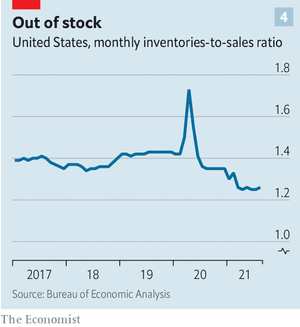 4
Out of stock
United States, monthly inventories-to-sales ratio
1.8
1.6
1.4
1.2
1.0
2017 18 19 20 21
Source: Bureau of Economic Analysis
The Economist